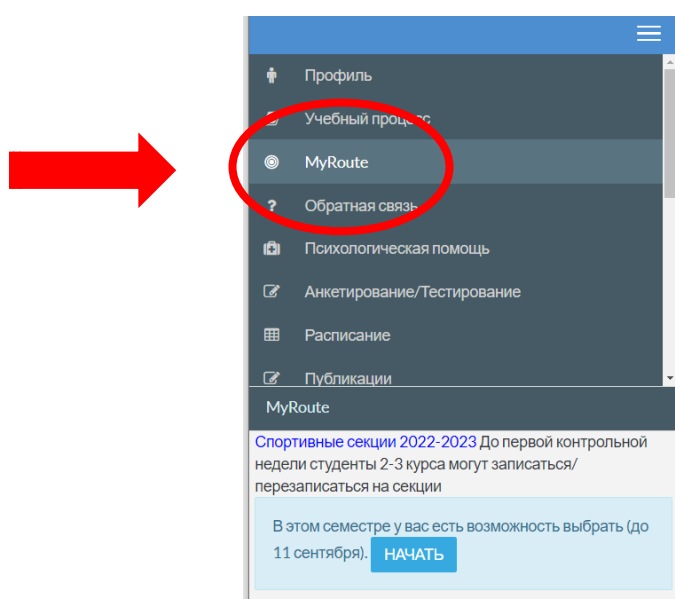 Профиль
Учебный процесс
MyRoute
Обратная связь
Психологическая помощь
Анкетирование/Тестирование
Расписание
Публикации
MyRoute
Спортивные секции 2022-2023 До первой контрольной
недели студенты 2-3 курса могут записаться/
перезаписаться на секции
В этом семестре у вас есть возможность выбрать (до
11 сентября). НАЧАТЬ